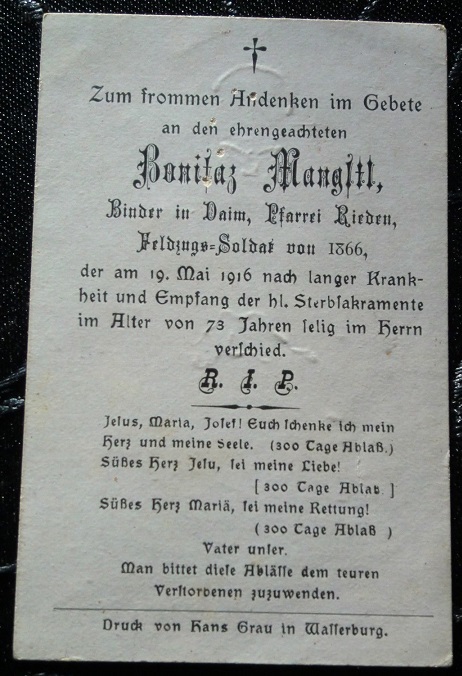 Zum frommen Andenken im Gebete
an den ehrengeachteten
Bonifaz Mangstl,
Binder in Daim, Pfarrei Rieden,
Feldzugs=Soldat von 1866,
der am 19. Mai 1916 nach langer Krank-
heit und Empfang der hl. Sterbsakramente
im Alter von 73 Jahren selig im Herrn
verschied.
R. I. P.
Jesus, Maria, Josef! Euch schenke ich mein
Herz und meine Seele. (300 Tage Ablaß.)
Süßes Herz Jesu, sei meine Liebe!
[300 Tage Ablaß.]
Süßes Herz Mariä, sei meine Rettung!
(300 Tage Ablaß)
Vater unser.
Man bittet diese Ablässe dem teuren
Verstorbenen zuzuwenden.
Druck von Hans Grau in Wasserburg.